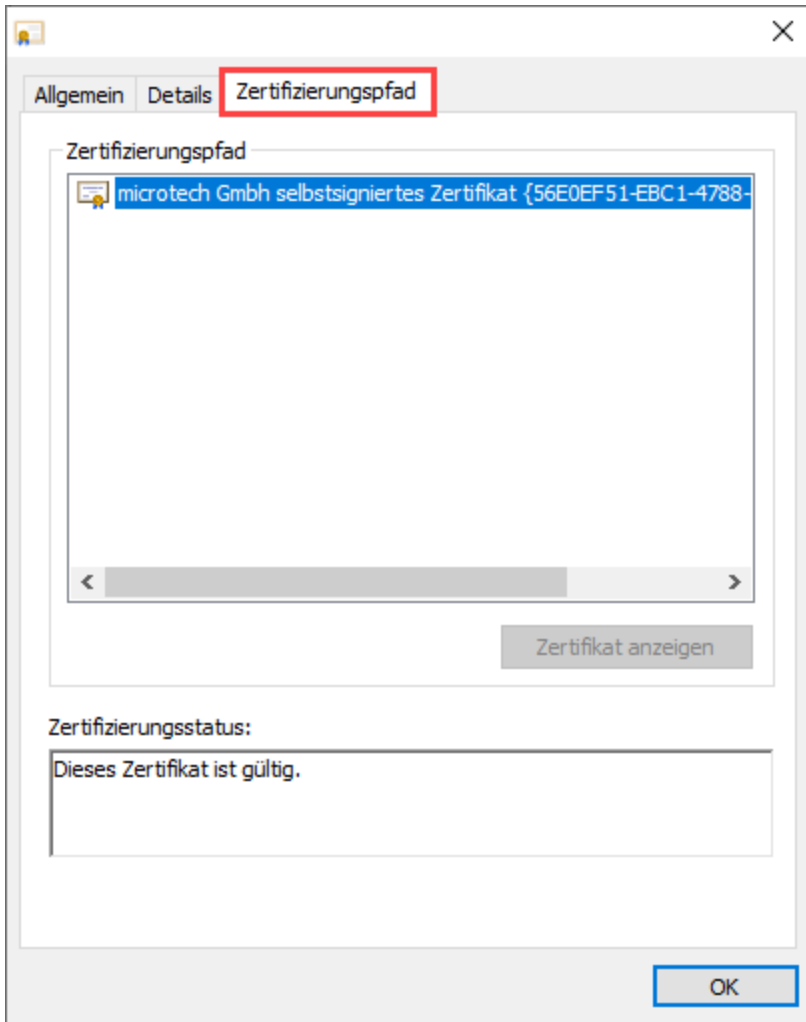 Allgemein Details Zertifizierungspfad
Zertifizierungspfad
microtech Gmbh selbstsigniertes Zertifikat {56E0EF51-EBC1-4788-
Zertifikat anzeigen
Zertifizierungsstatus:
Dieses Zertifikat ist gültig.
OK